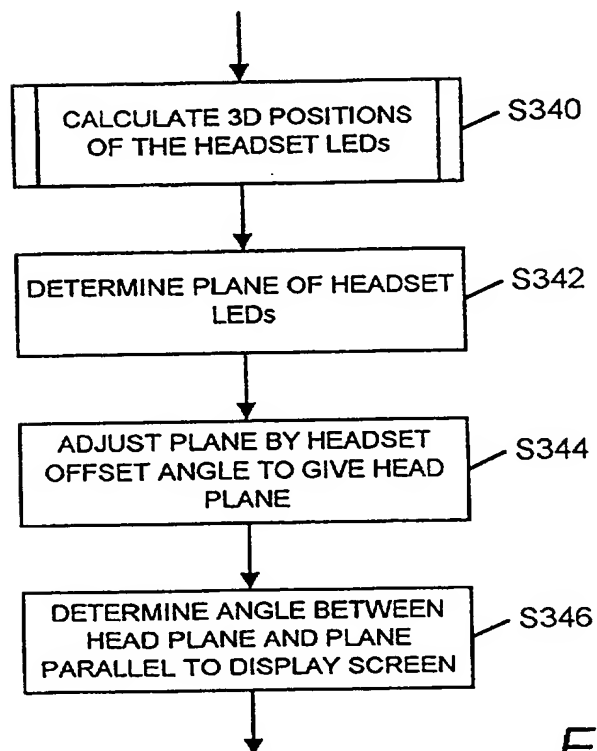 CALCULATE 3D POSITIONS
OF THE HEADSET LEDs
S340
DETERMINE PLANE OF HEADSET
LEDs
S342
ADJUST PLANE BY HEADSET
OFFSET ANGLE TO GIVE HEAD
PLANE
S344
DETERMINE ANGLE BETWEEN
HEAD PLANE AND PLANE
PARALLEL TO DISPLAY SCREEN
S346